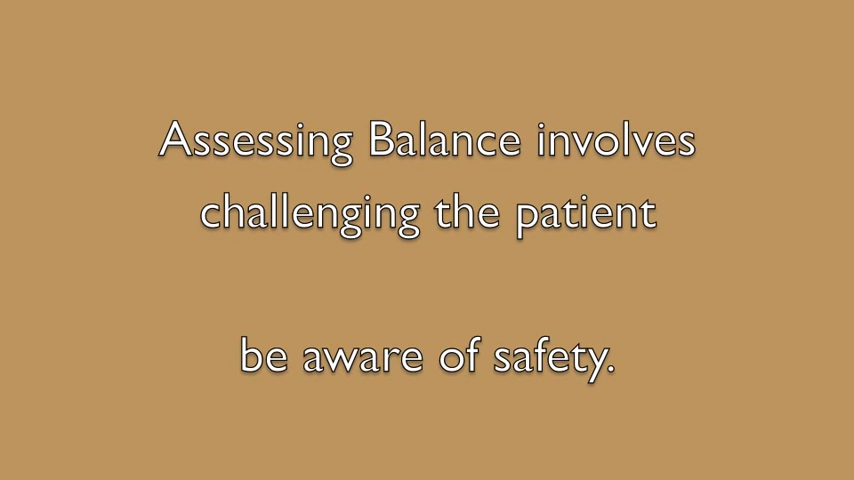 Assessing Balance involves
challenging the patient
be aware of safety.